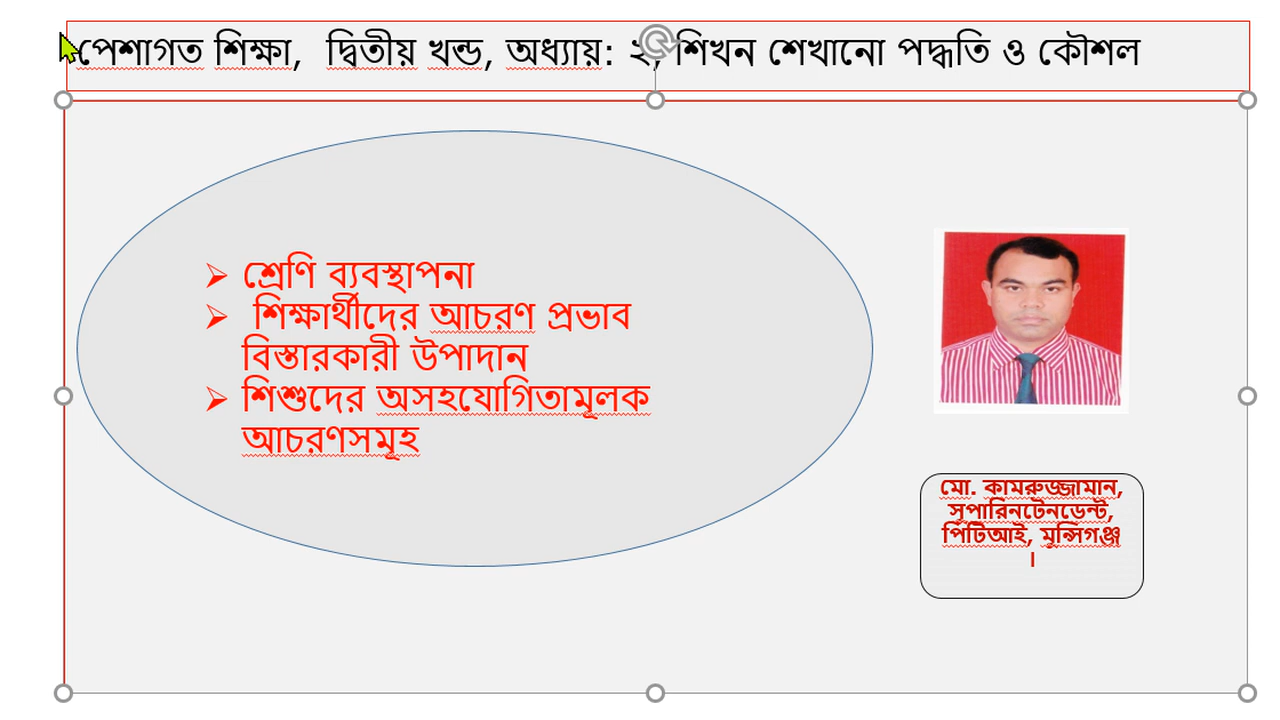 পেশাগত শিক্ষা, দ্বিতীয় খন্ড, অধ্যায়: ২, শিখন শেখানো পদ্ধতি ও কৌশল
শ্রেণি ব্যবস্থাপনা
শিক্ষার্থীদের আচরণ প্রভাব
বিস্তারকারী উপাদান
শিশুদের অসহযোগিতামূলক
আচরণসমূহ
মো. কামরুজ্জামান,
সুপারিনটেনডেন্ট,
পিটিআই, মুন্সিগঞ্জ
।